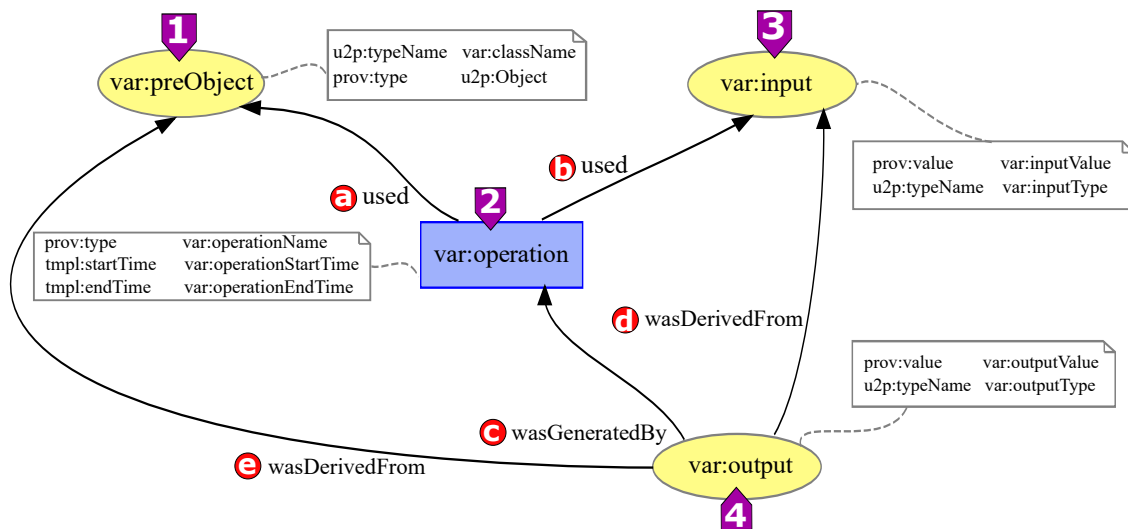 1
3
var:preObject
u2p:typeName var:className
prov:type u2p:Object
var:input
prov:value var:inputValue
u2p:typeName var:inputType
a used
b used
2
var:operation
prov:type var:operationName
tmpl:startTime var:operationStartTime
tmpl:endTime var:operationEndTime
d wasDerivedFrom
prov:value var:outputValue
u2p:typeName var:outputType
c wasGeneratedBy
e wasDerivedFrom
var:output
4